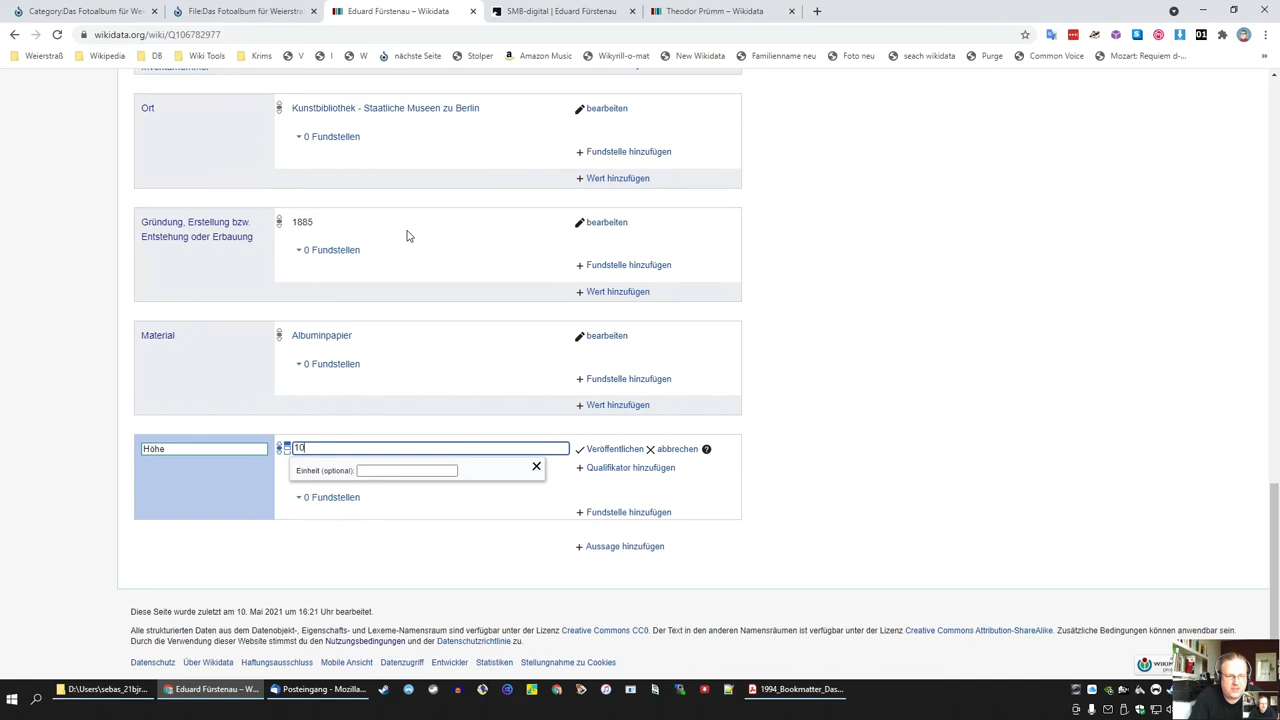 Category:Das Fotoalbum für Weie
File:Das Fotoalbum für Weierstraß
Eduard Fürstenau – Wikidata
SMB-digital | Eduard Fürstenau
Theodor Prümm – Wikidata
wikidata.org/wiki/Q106782977
Weierstraß
Wikipedia
DB
Wiki Tools
Krims
V
I
W
nächste Seite
Stolper
Amazon Music
Wikyrill-o-mat
New Wikidata
Familienname neu
Foto neu
seach wikidata
Purge
Common Voice
Mozart: Requiem d-...
»
Ort
Kunstbibliothek - Staatliche Museen zu Berlin
bearbeiten
0 Fundstellen
+ Fundstelle hinzufügen
+ Wert hinzufügen
Gründung, Erstellung bzw.
Entstehung oder Erbauung
1885
bearbeiten
0 Fundstellen
+ Fundstelle hinzufügen
+ Wert hinzufügen
Material
Albuminpapier
bearbeiten
0 Fundstellen
+ Fundstelle hinzufügen
+ Wert hinzufügen
Höhe
10
Veröffentlichen
abbrechen
Einheit (optional):
+ Qualifikator hinzufügen
0 Fundstellen
+ Fundstelle hinzufügen
+ Aussage hinzufügen
Diese Seite wurde zuletzt am 10. Mai 2021 um 16:21 Uhr bearbeitet.
Alle strukturierten Daten aus dem Datenobjekt-, Eigenschafts- und Lexeme-Namensraum sind verfügbar unter der Lizenz Creative Commons CC0. Der Text in den anderen Namensräumen ist verfügbar unter der Lizenz Creative Commons Attribution-ShareAlike. Zusätzliche Bedingungen können anwendbar sein.
Durch die Verwendung dieser Website stimmst du den Nutzungsbedingungen und der Datenschutzrichtlinie zu.
Datenschutz
Über Wikidata
Haftungsausschluss
Mobile Ansicht
Datenzugriff
Entwickler
Statistiken
Stellungnahme zu Cookies
D:\Users\sebas_21bjr...
Eduard Fürstenau – W...
Posteingang - Mozilla...
1994_Bookmatter_Das...